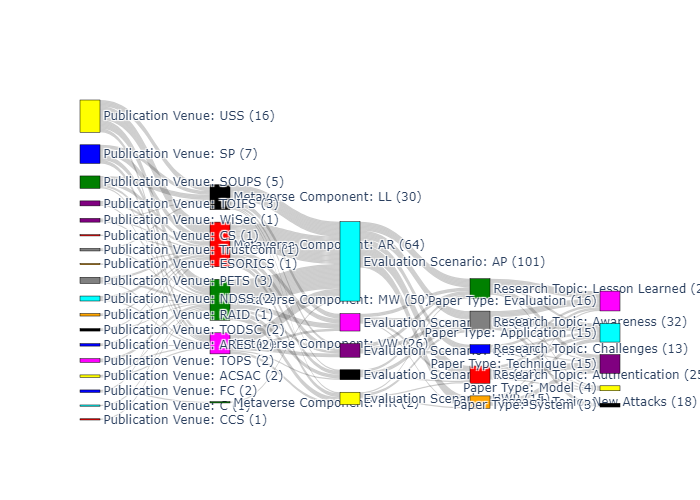 Publication Venue: USS (16)
Publication Venue: SP (7)
Publication Venue: SOUPS (5)
Publication Venue: TOIFS (3)
Publication Venue: WiSec (1)
Publication Venue: CS (1)
Publication Venue: TrustCom (1)
Publication Venue: ESORICS (1)
Publication Venue: PETS (3)
Publication Venue: NDSS (2)
Publication Venue: RAID (1)
Publication Venue: TODSC (2)
Publication Venue: ARES (2)
Publication Venue: TOPS (2)
Publication Venue: ACSAC (2)
Publication Venue: FC (2)
Publication Venue: C (1)
Publication Venue: CCS (1)
Metaverse Component: LL (30)
Metaverse Component: AR (64)
Metaverse Component: MW (50)
Metaverse Component: VW (26)
Metaverse Component: (2)
Evaluation Scenario: AP (101)
Evaluation Scenario:
Evaluation Scenario:
Evaluation Scenario:
Evaluation Scenario: (15)
Research Topic: Lesson Learned
Research Topic: Awareness (32)
Research Topic: Challenges (13)
Research Topic: Authentication
New Attacks (18)
Paper Type: Evaluation (16)
Paper Type: Application (15)
Paper Type: Technique (15)
Paper Type: Model (4)
Paper Type: System (3)